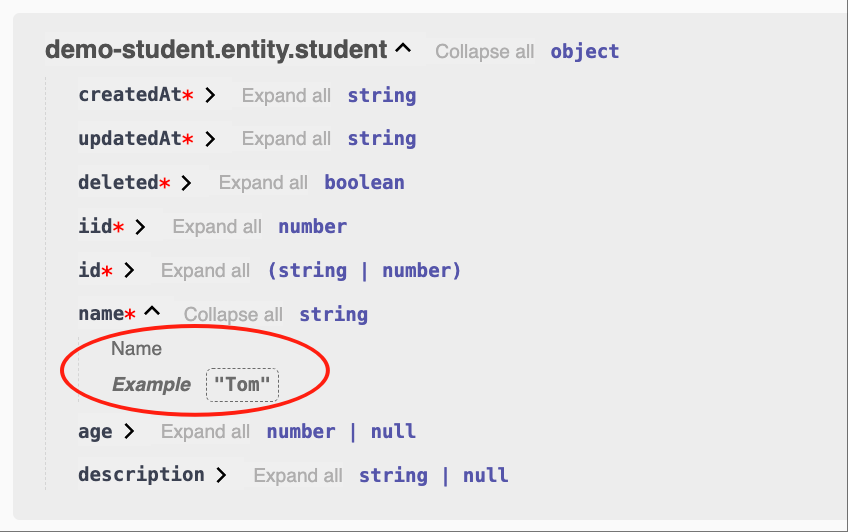 demo-student.entity.student Collapse all object
createdAt* Expand all string
updatedAt* Expand all string
deleted* Expand all boolean
iid* Expand all number
id* Expand all (string | number)
name* Collapse all string
Name
Example "Tom"
age Expand all number | null
description Expand all string | null